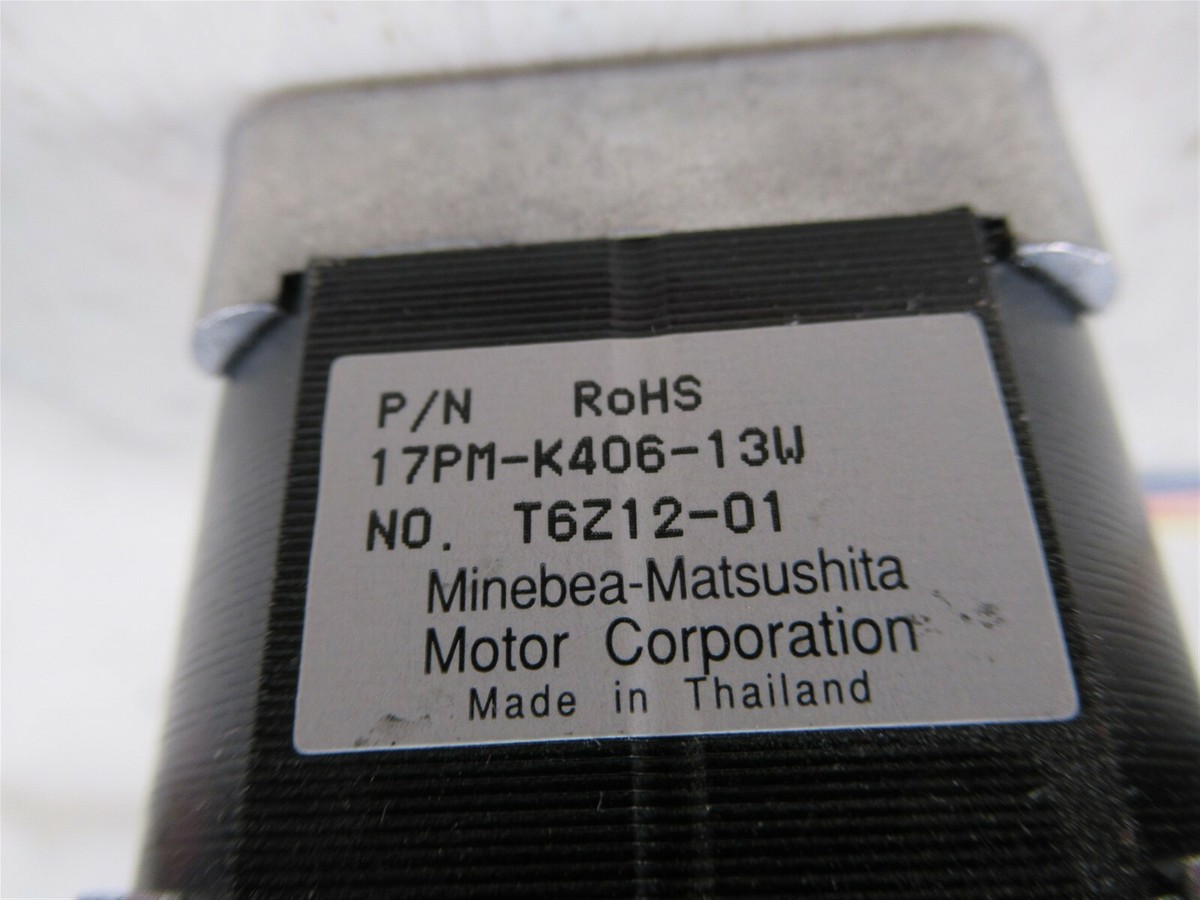 P/N RoHS
17PM-K406-13W
NO. T6Z12-01
Minebea-Matsushita
Motor Corporation
Made in Thailand